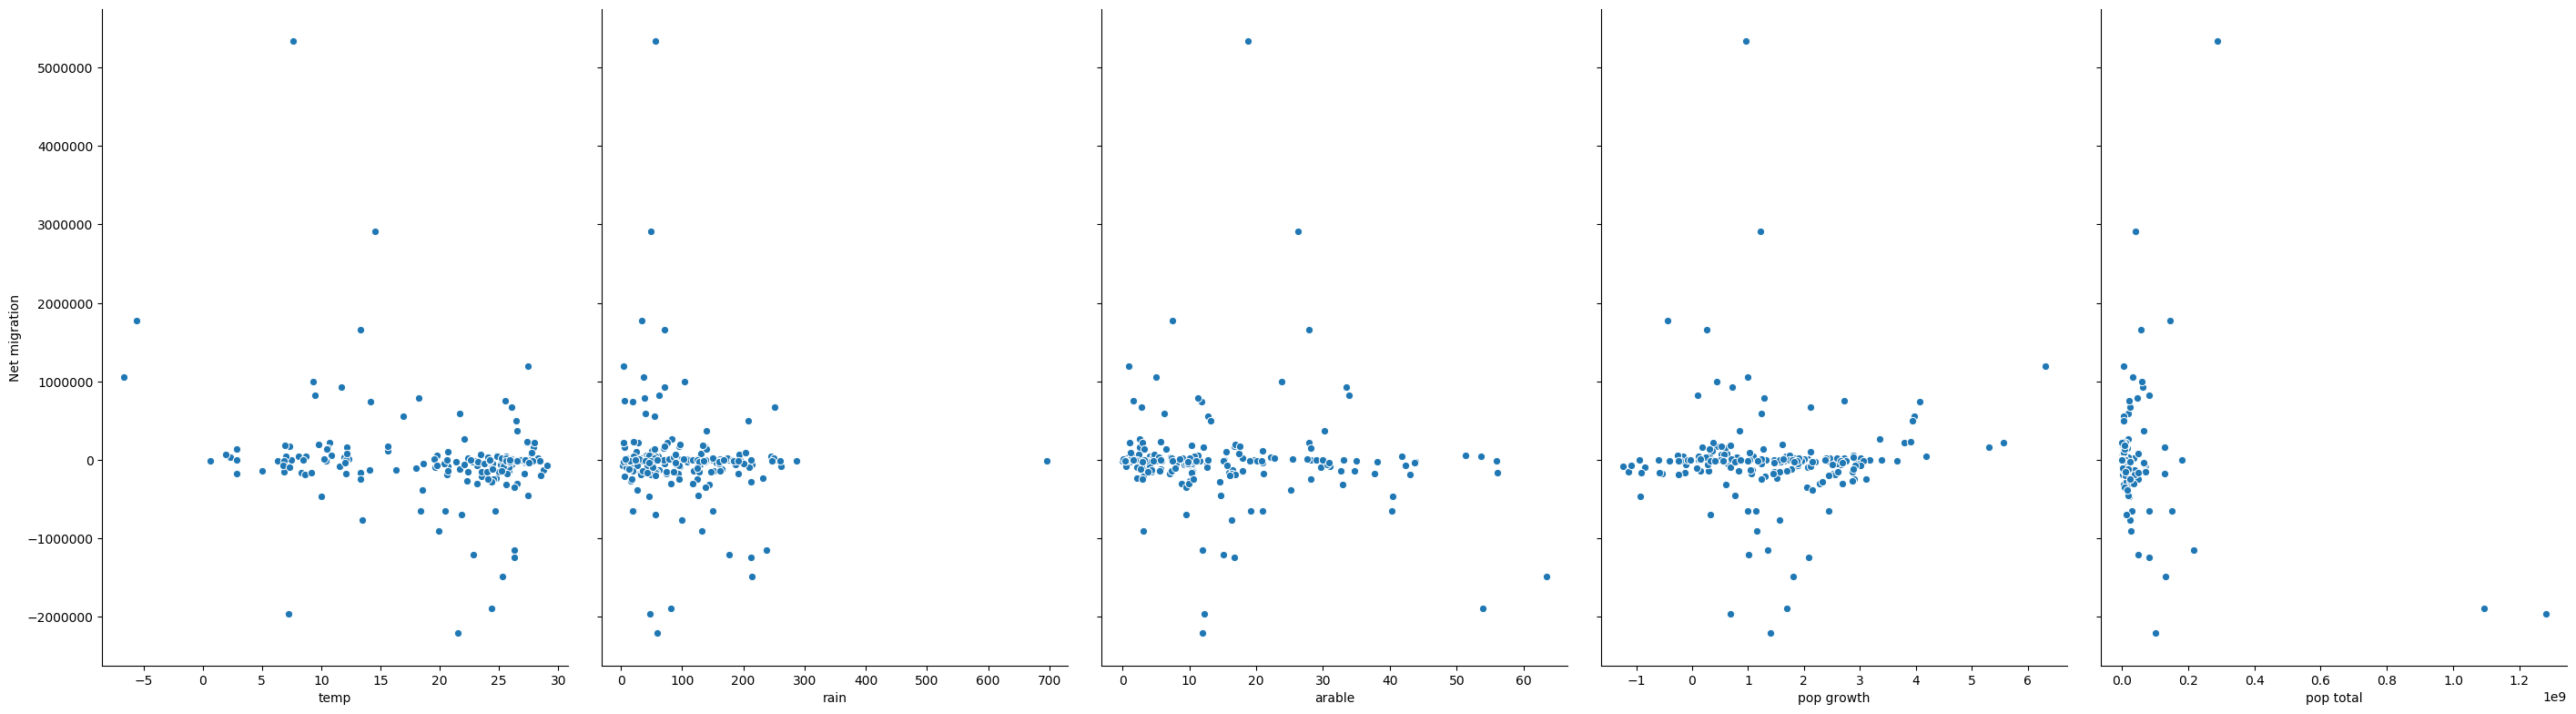 Net migration
5000000
4000000
3000000
2000000
1000000
0
−1000000
−2000000
−5 0 5 10 15 20 25 30
temp
0 100 200 300 400 500 600 700
rain
0 10 20 30 40 50 60
arable
−1 0 1 2 3 4 5 6
pop growth
0.0 0.2 0.4 0.6 0.8 1.0 1.2
1e9
pop total